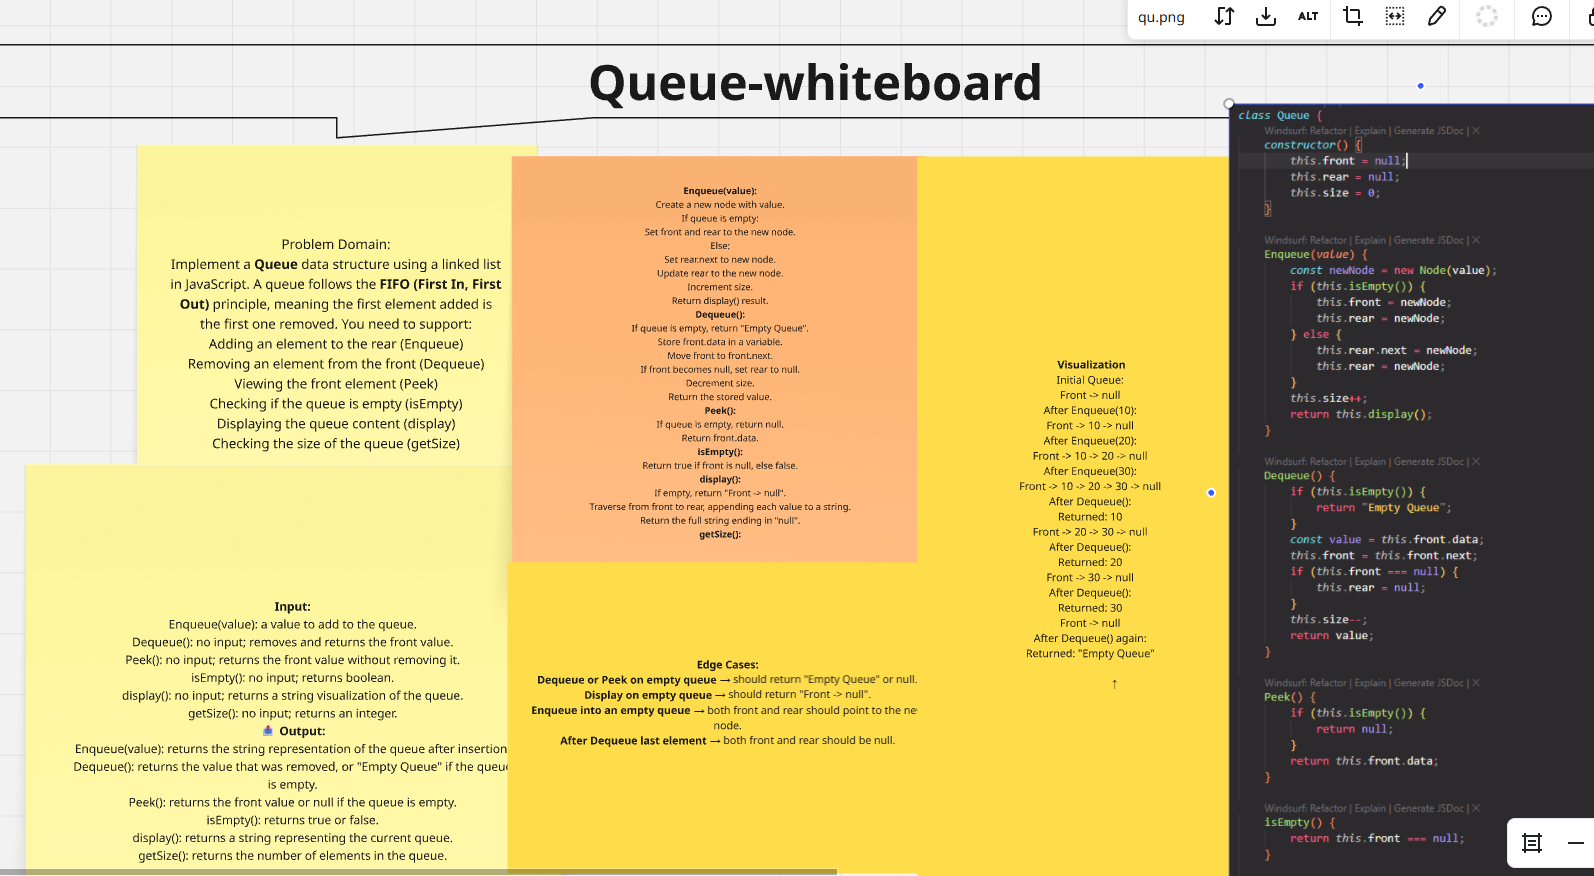 qu.png
ALT
Queue-whiteboard
Problem Domain:
Implement a Queue data structure using a linked list
in JavaScript. A queue follows the FIFO (First In, First
Out) principle, meaning the first element added is
the first one removed. You need to support:
Adding an element to the rear (Enqueue)
Removing an element from the front (Dequeue)
Viewing the front element (Peek)
Checking if the queue is empty (isEmpty)
Displaying the queue content (display)
Checking the size of the queue (getSize)
Input:
Enqueue(value): a value to add to the queue.
Dequeue(): no input; removes and returns the front value.
Peek(): no input; returns the front value without removing it.
isEmpty(): no input; returns boolean.
display(): no input; returns a string visualization of the queue.
getSize(): no input; returns an integer.
📤 Output:
Enqueue(value): returns the string representation of the queue after insertion
Dequeue(): returns the value that was removed, or "Empty Queue" if the queue
is empty.
Peek(): returns the front value or null if the queue is empty.
isEmpty(): returns true or false.
display(): returns a string representing the current queue.
getSize(): returns the number of elements in the queue.
Enqueue(value):
Create a new node with value.
If queue is empty:
Set front and rear to the new node.
Else:
Set rear.next to new node.
Update rear to the new node.
Increment size.
Return display() result.
Dequeue():
If queue is empty, return "Empty Queue".
Store front.data in a variable.
Move front to front.next.
If front becomes null, set rear to null.
Decrement size.
Return the stored value.
Peek():
If queue is empty, return null.
Return front.data.
isEmpty():
Return true if front is null, else false.
display():
If empty, return "Front -> null".
Traverse from front to rear, appending each value to a string.
Return the full string ending in "null".
getSize():
Edge Cases:
Dequeue or Peek on empty queue → should return "Empty Queue" or null.
Display on empty queue → should return "Front -> null".
Enqueue into an empty queue → both front and rear should point to the
node.
After Dequeue last element → both front and rear should be null.
Visualization
Initial Queue:
Front -> null
After Enqueue(10):
Front -> 10 -> null
After Enqueue(20):
Front -> 10 -> 20 -> null
After Enqueue(30):
Front -> 10 -> 20 -> 30 -> null
After Dequeue():
Returned: 10
Front -> 20 -> 30 -> null
After Dequeue():
Returned: 20
Front -> 30 -> null
After Dequeue():
Returned: 30
Front -> null
After Dequeue() again:
Returned: "Empty Queue"
↑
class Queue {
Windsurf: Refactor | Explain | Generate JSDoc | ×
constructor() {
this.front = null;
this.rear = null;
this.size = 0;
}
Windsurf: Refactor | Explain | Generate JSDoc | ×
Enqueue(value) {
const newNode = new Node(value);
if (this.isEmpty()) {
this.front = newNode;
this.rear = newNode;
} else {
this.rear.next = newNode;
this.rear = newNode;
}
this.size++;
return this.display();
}
Windsurf: Refactor | Explain | Generate JSDoc | ×
Dequeue() {
if (this.isEmpty()) {
return "Empty Queue";
}
const value = this.front.data;
this.front = this.front.next;
if (this.front === null) {
this.rear = null;
}
this.size--;
return value;
}
Windsurf: Refactor | Explain | Generate JSDoc | ×
Peek() {
if (this.isEmpty()) {
return null;
}
return this.front.data;
}
Windsurf: Refactor | Explain | Generate JSDoc | ×
isEmpty() {
return this.front === null;
}